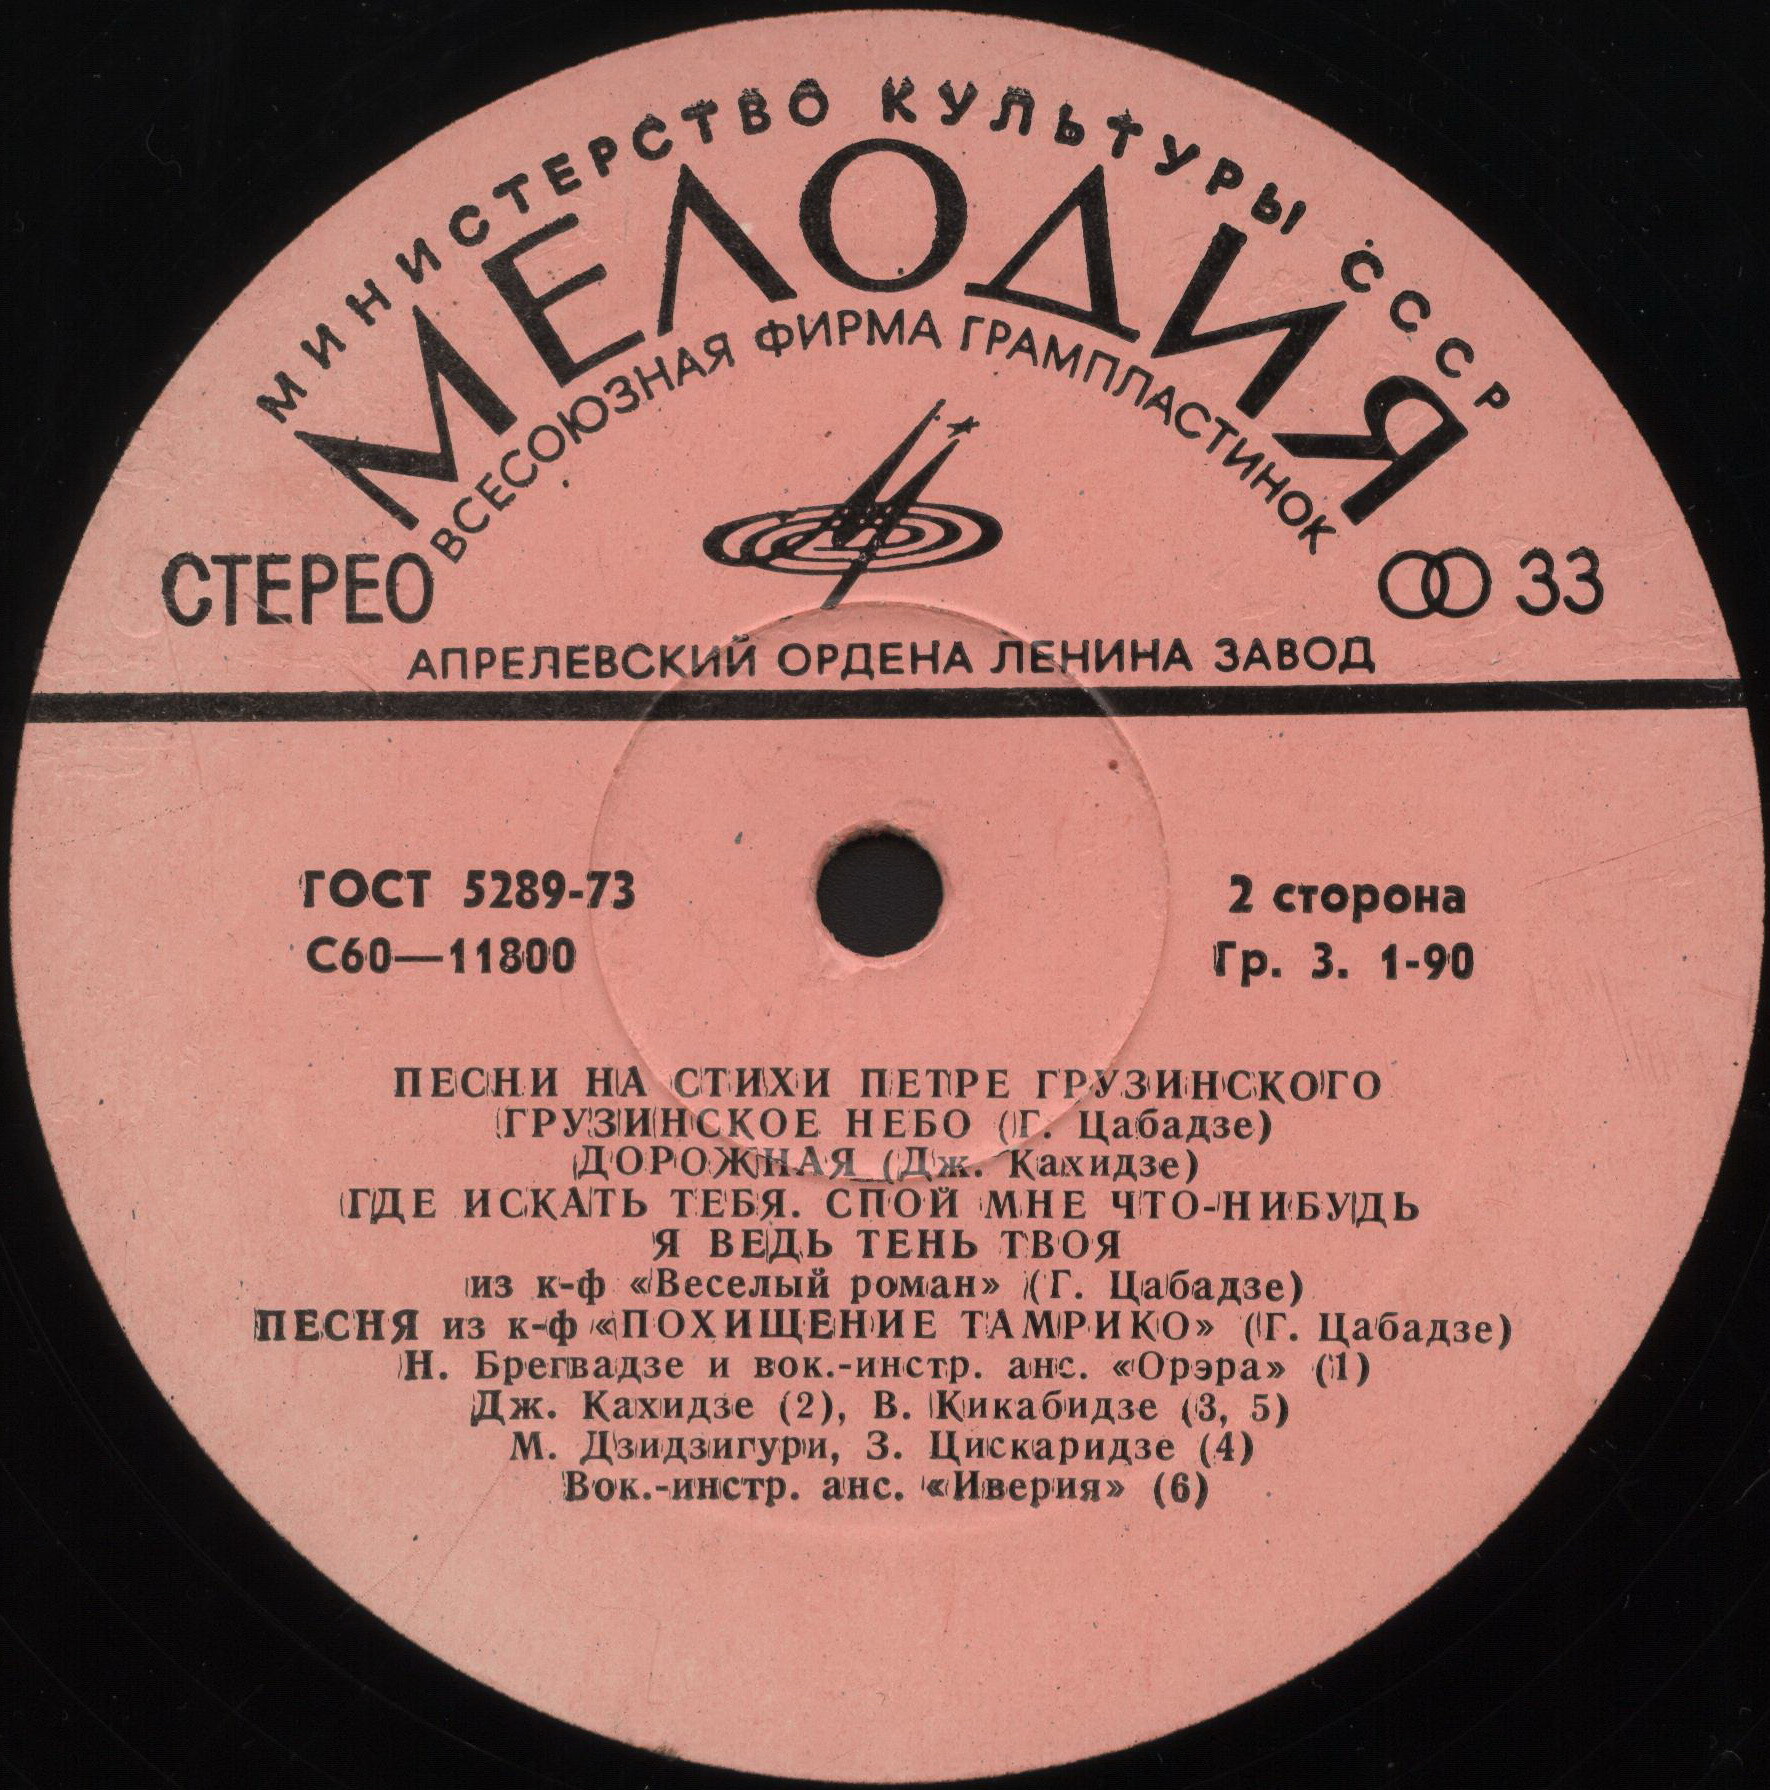 МИНИСТЕРСТВО КУЛЬТУРЫ СССР
МЕЛОДИЯ
ВСЕСОЮЗНАЯ ФИРМА ГРАМПЛАСТИНОК
СТЕРЕО
33
АПРЕЛЕВСКИЙ ОРДЕНА ЛЕНИНА ЗАВОД
ГОСТ 5289-73
С60—11800
2 сторона
Гр. 3. 1-90
ПЕСНИ НА СТИХИ ПЕТРЕ ГРУЗИНСКОГО
ГРУЗИНСКОЕ НЕБО (Г. Цабадзе)
ДОРОЖНАЯ (Дж. Кахидзе)
ГДЕ ИСКАТЬ ТЕБЯ. СПОЙ МНЕ ЧТО-НИБУДЬ
Я ВЕДЬ ТЕНЬ ТВОЯ
из к-ф «Веселый роман» (Г. Цабадзе)
ПЕСНЯ из к-ф «ПОХИЩЕНИЕ ТАМРИКО» (Г. Цабадзе)
Н. Брегвадзе и вок.-инстр. анс. «Орэра» (1)
Дж. Кахидзе (2), В. Кикабидзе (3, 5)
М. Дзидзигури, З. Цискаридзе (4)
Вок.-инстр. анс. «Иверия» (6)